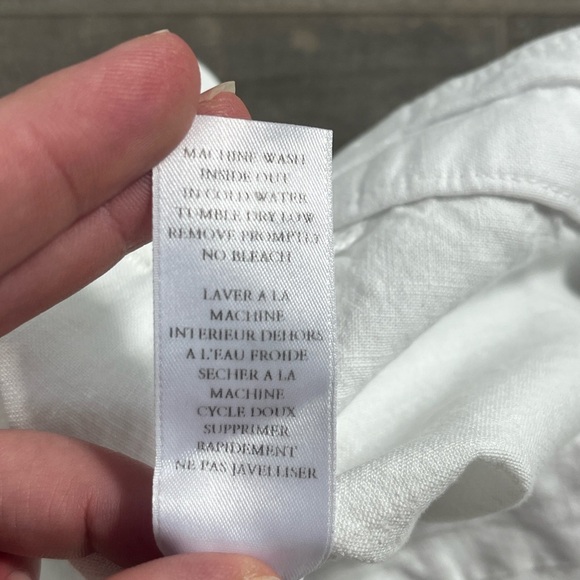 MACHINE WASH
INSIDE OUT
IN COLD WATER
TUMBLE DRY LOW
REMOVE PROMPTLY
NO BLEACH
LAVER A LA
MACHINE
INTERIEUR DEHORS
A L'EAU FROIDE
SECHER A LA
MACHINE
CYCLE DOUX
SUPPRIMER
RAPIDEMENT
NE PAS JAVELLISER